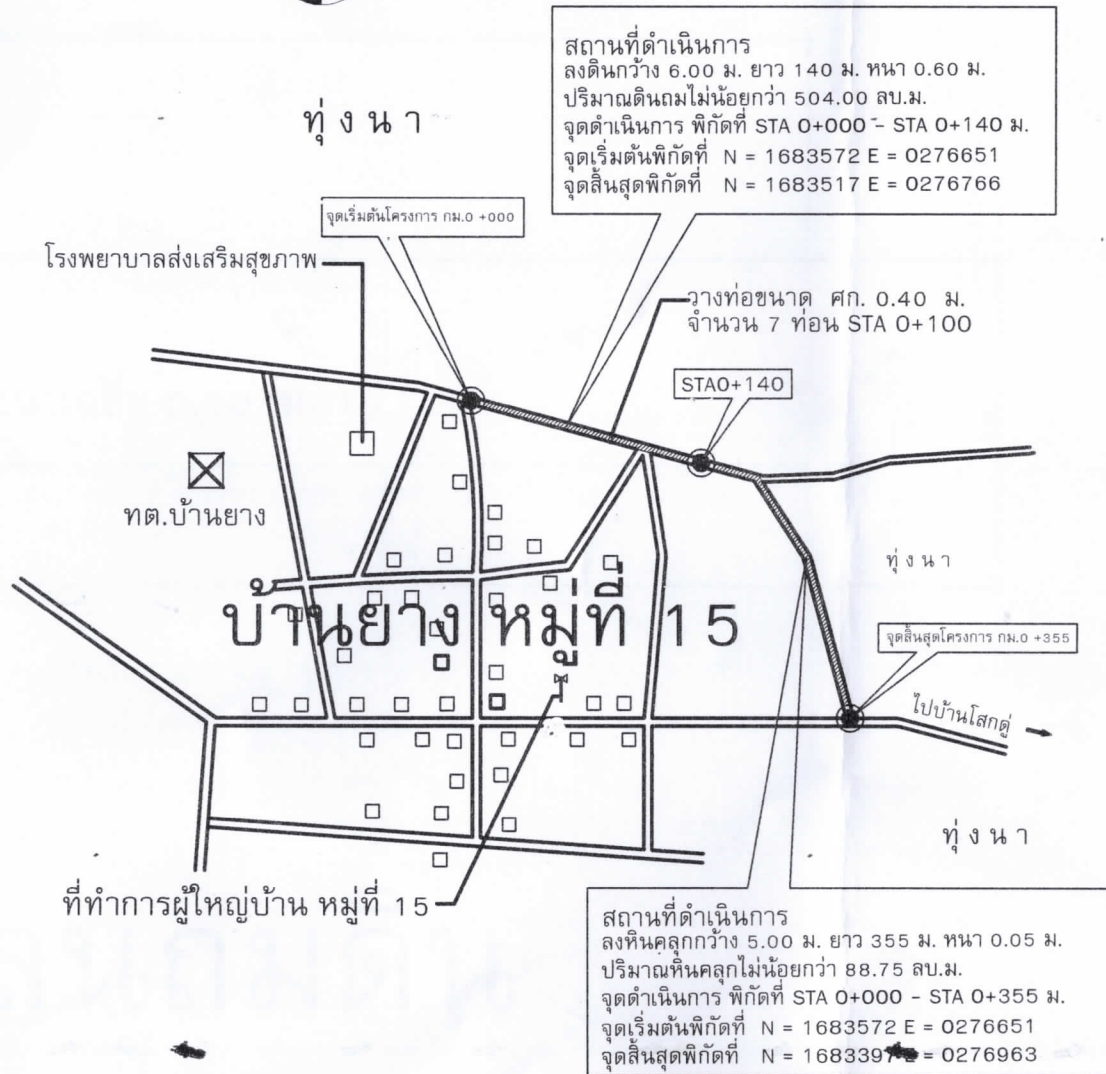 สถานที่ดำเนินการ
ลงดินกว้าง 6.00 ม. ยาว 140 ม. หนา 0.60 ม.
ปริมาณดินถมไม่น้อยกว่า 504.00 ลบ.ม.
จุดดำเนินการ พิกัดที่ STA 0+000 - STA 0+140 ม.
จุดเริ่มต้นพิกัดที่ N = 1683572 E = 0276651
จุดสิ้นสุดพิกัดที่ N = 1683517 E = 0276766
ทุ่งนา
จุดเริ่มต้นโครงการ กม.0 +000
โรงพยาบาลส่งเสริมสุขภาพ
วางท่อขนาด ศก. 0.40 ม.
จำนวน 7 ท่อน STA 0+100
STA0+140
ทต.บ้านยาง
ทุ่งนา
บ้านยาง หมู่ที่ 15
จุดสิ้นสุดโครงการ กม.0 +355
ไปบ้านโสกดู่
ทุ่งนา
ที่ทำการผู้ใหญ่บ้าน หมู่ที่ 15
สถานที่ดำเนินการ
ลงหินคลุกกว้าง 5.00 ม. ยาว 355 ม. หนา 0.05 ม.
ปริมาณหินคลุกไม่น้อยกว่า 88.75 ลบ.ม.
จุดดำเนินการ พิกัดที่ STA 0+000 - STA 0+355 ม.
จุดเริ่มต้นพิกัดที่ N = 1683572 E = 0276651
จุดสิ้นสุดพิกัดที่ N = 1683397 E = 0276963